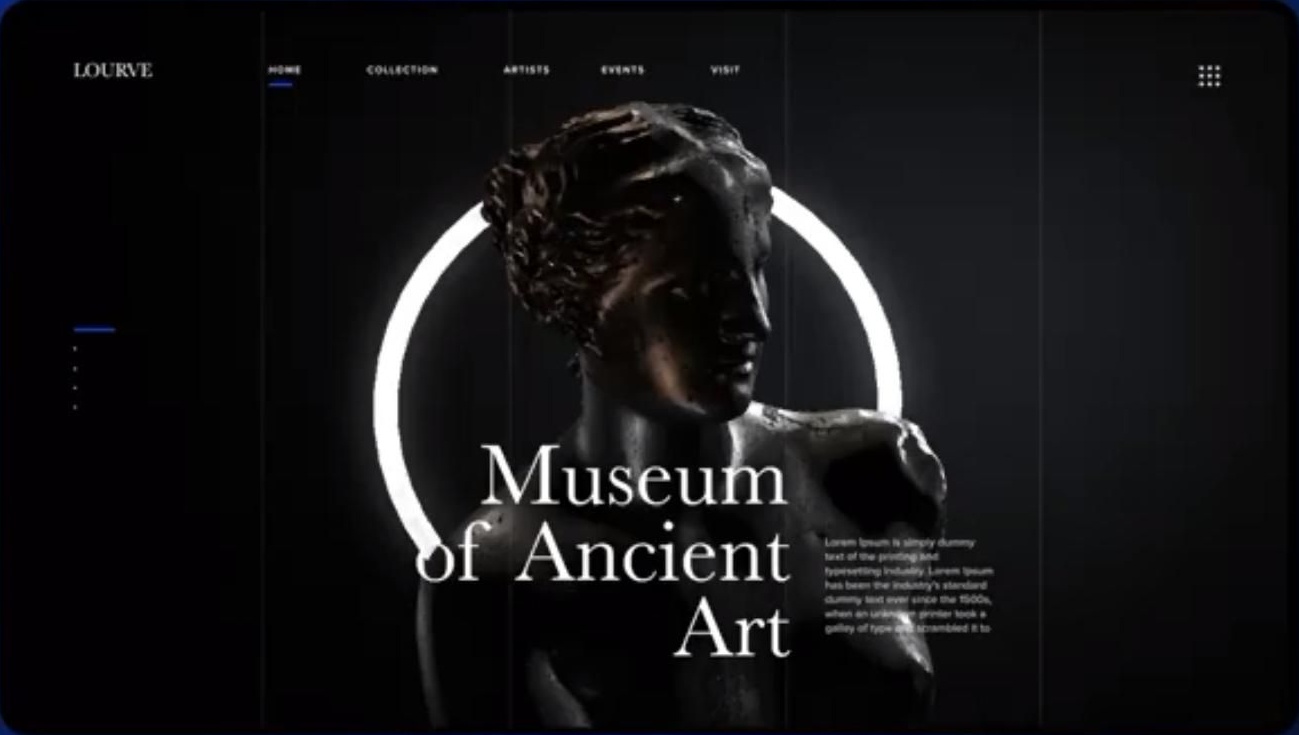 LOURVE
HOME COLLECTION ARTISTS EVENTS VISIT
Museum
of Ancient
Art
Lorem Ipsum is simply dummy
text of the printing and
typesetting industry. Lorem Ipsum
has been the industry's standard
dummy text ever since the 1500s,
when an unknown printer took a
galley of type and scrambled it to